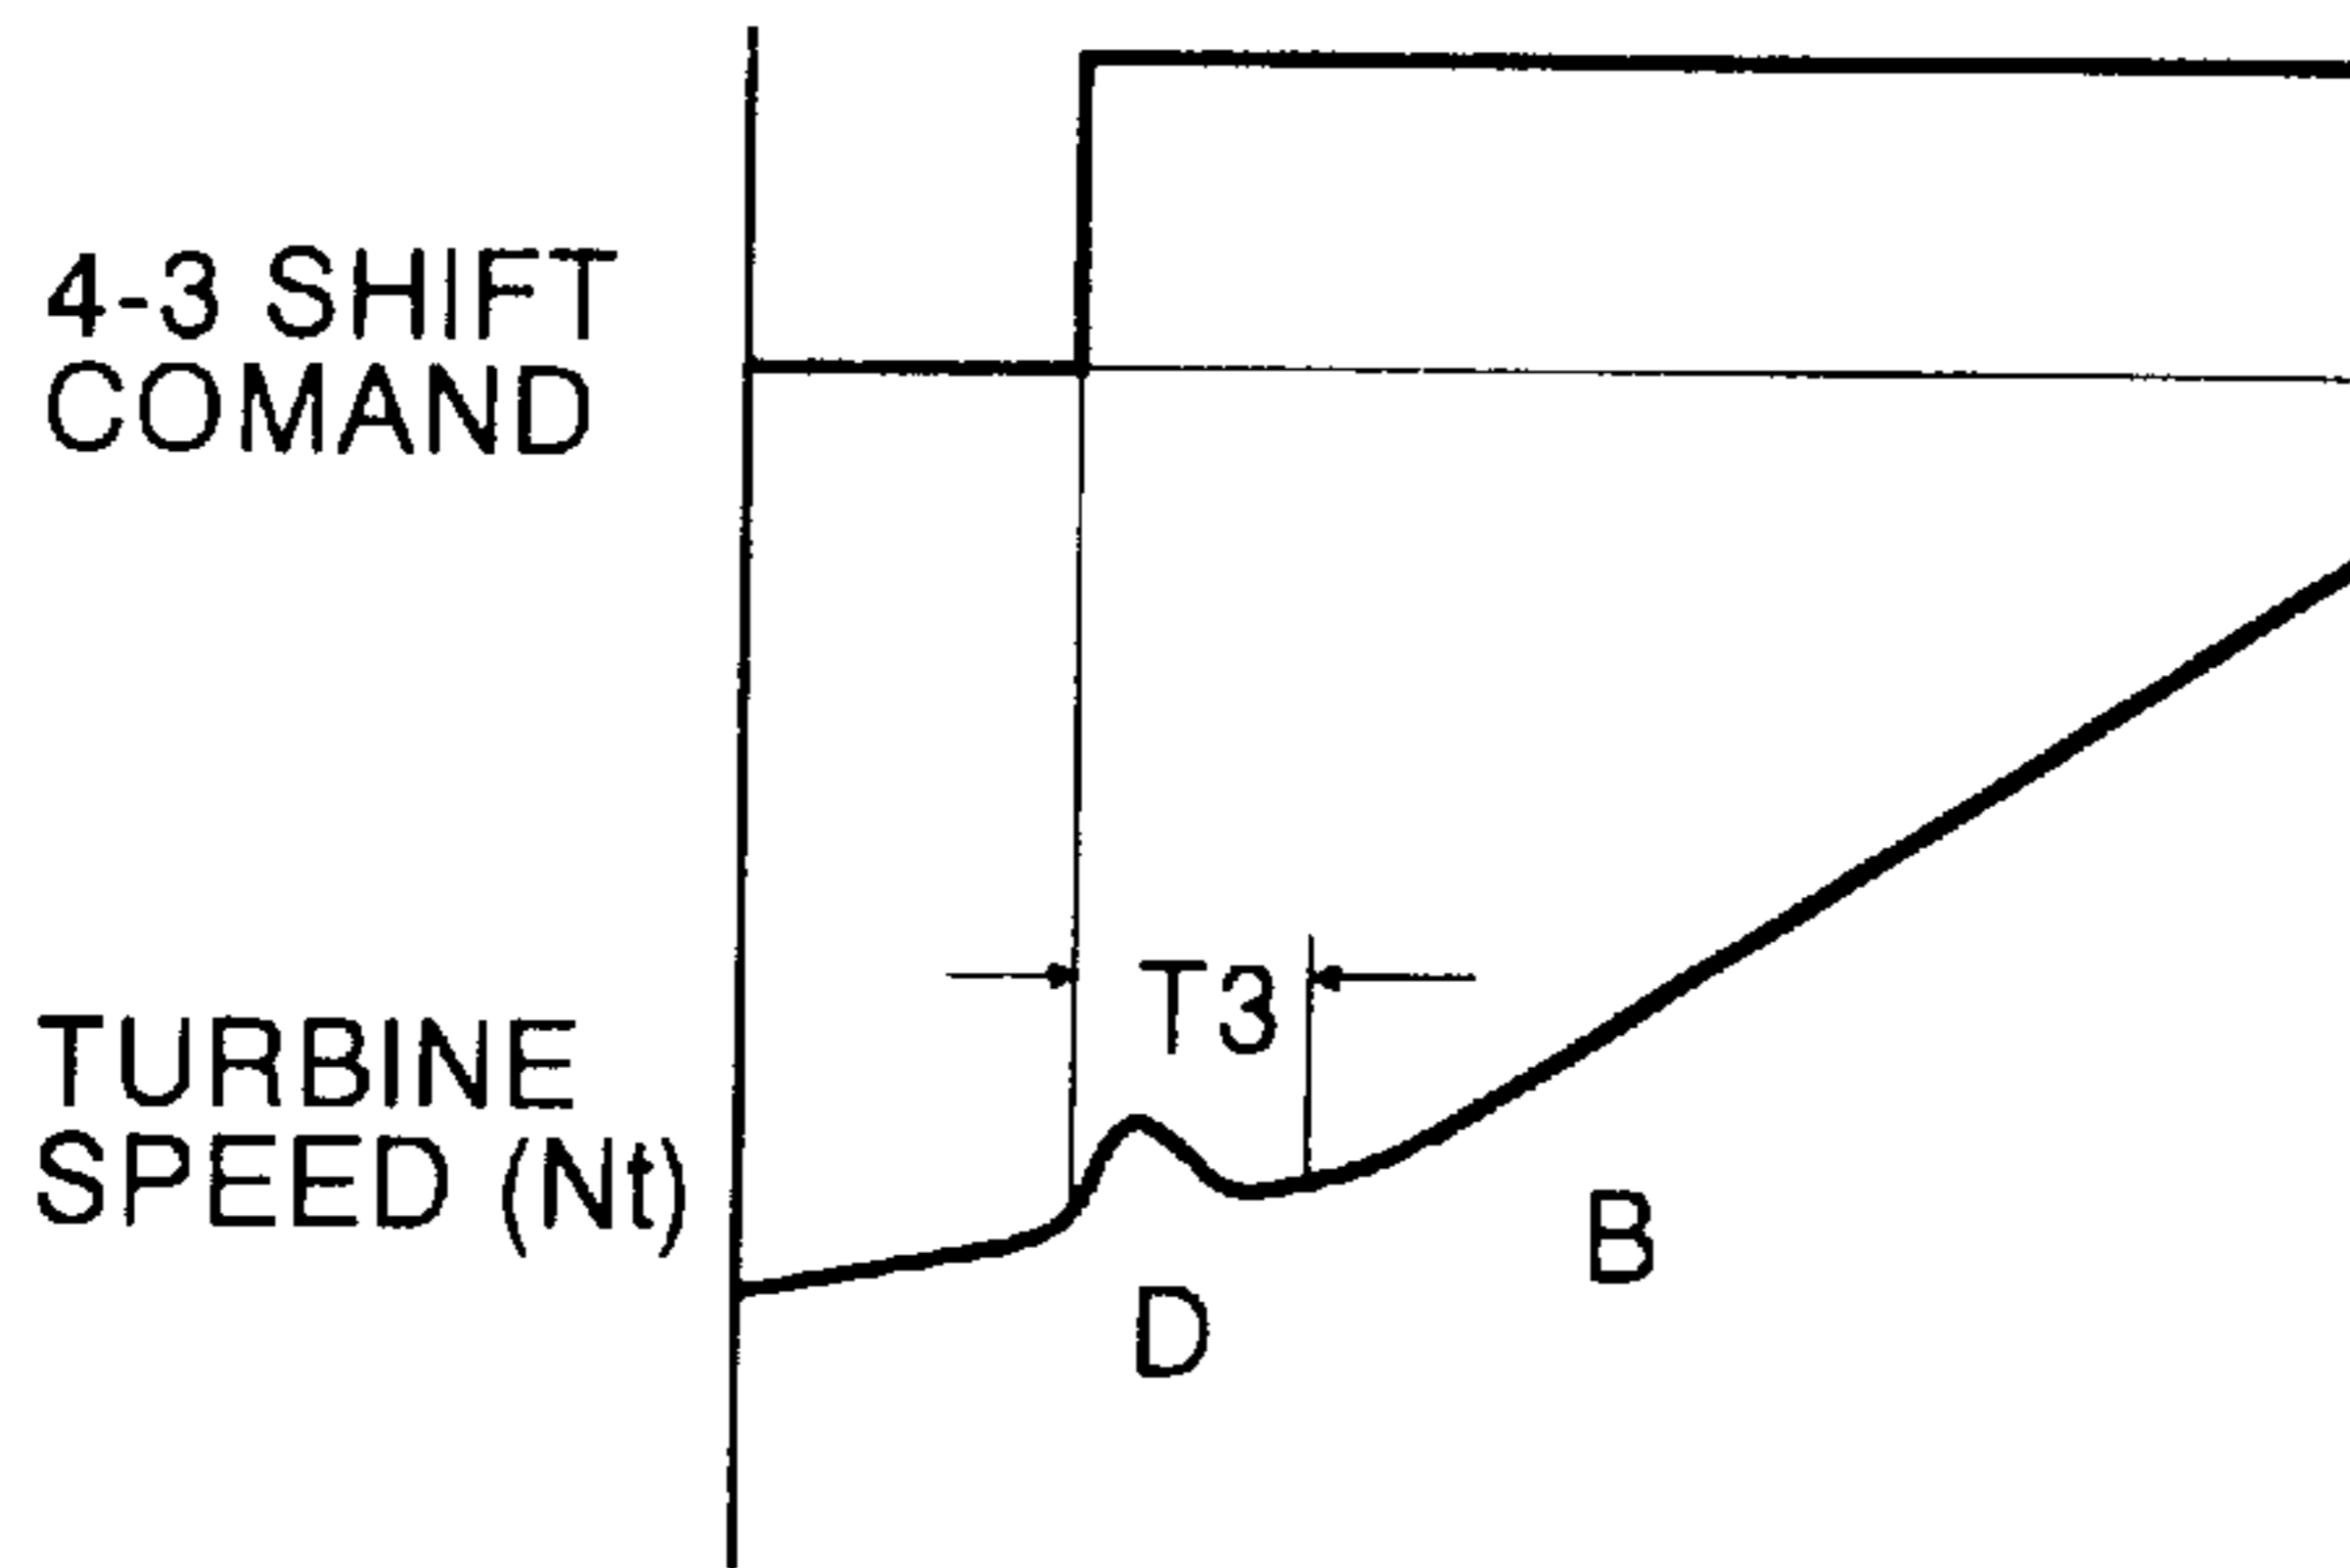 4-3 SHIFT
COMAND
T3
TURBINE
SPEED (Nt)
B
D